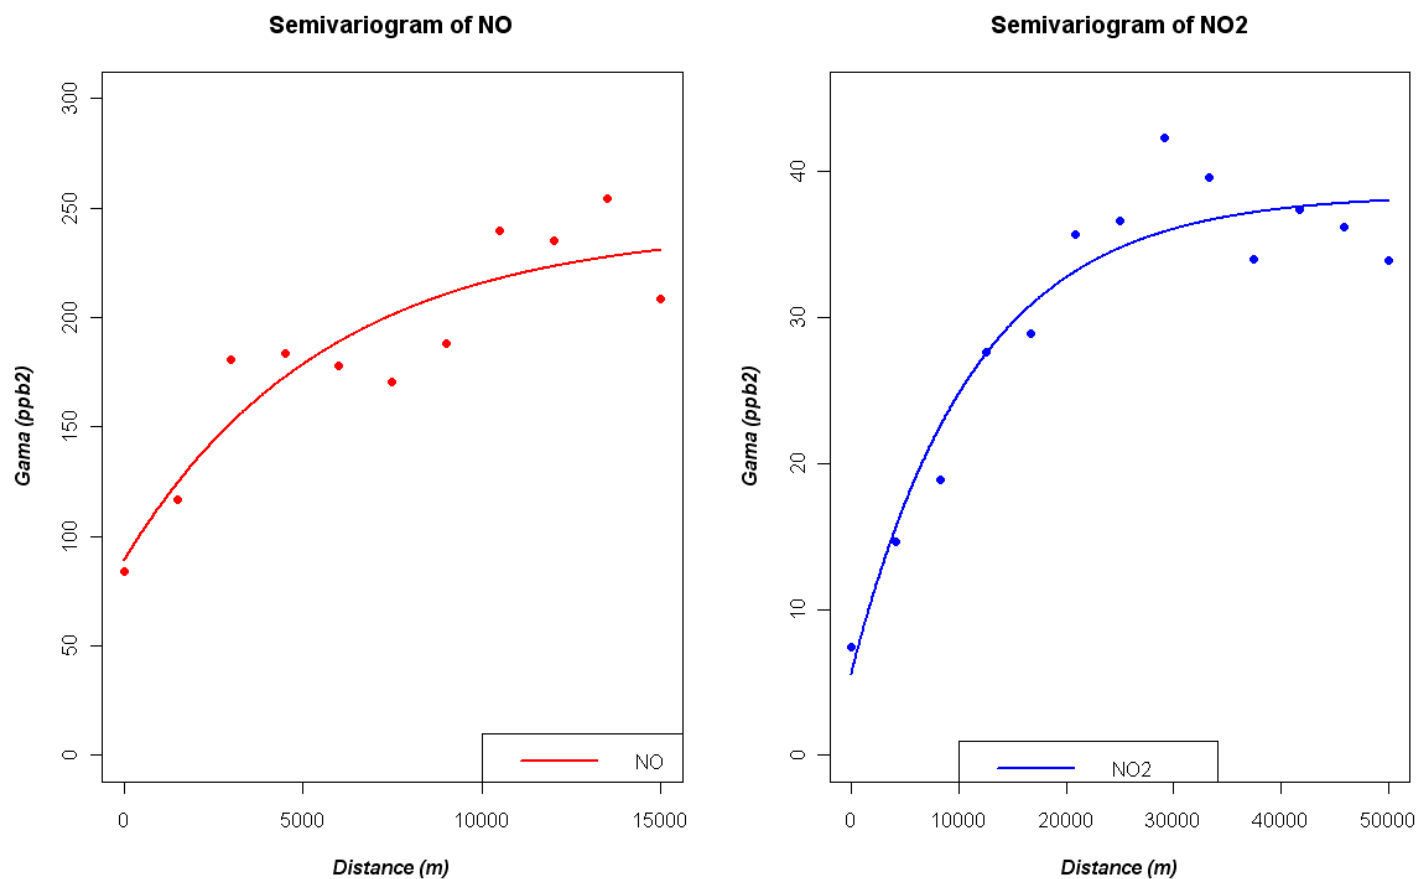 Semivariogram of NO
Gama (ppb2)
300
250
200
150
100
50
0
NO
0 5000 10000 15000
Distance (m)
Semivariogram of NO2
Gama (ppb2)
40
30
20
10
0
NO2
0 10000 20000 30000 40000 50000
Distance (m)